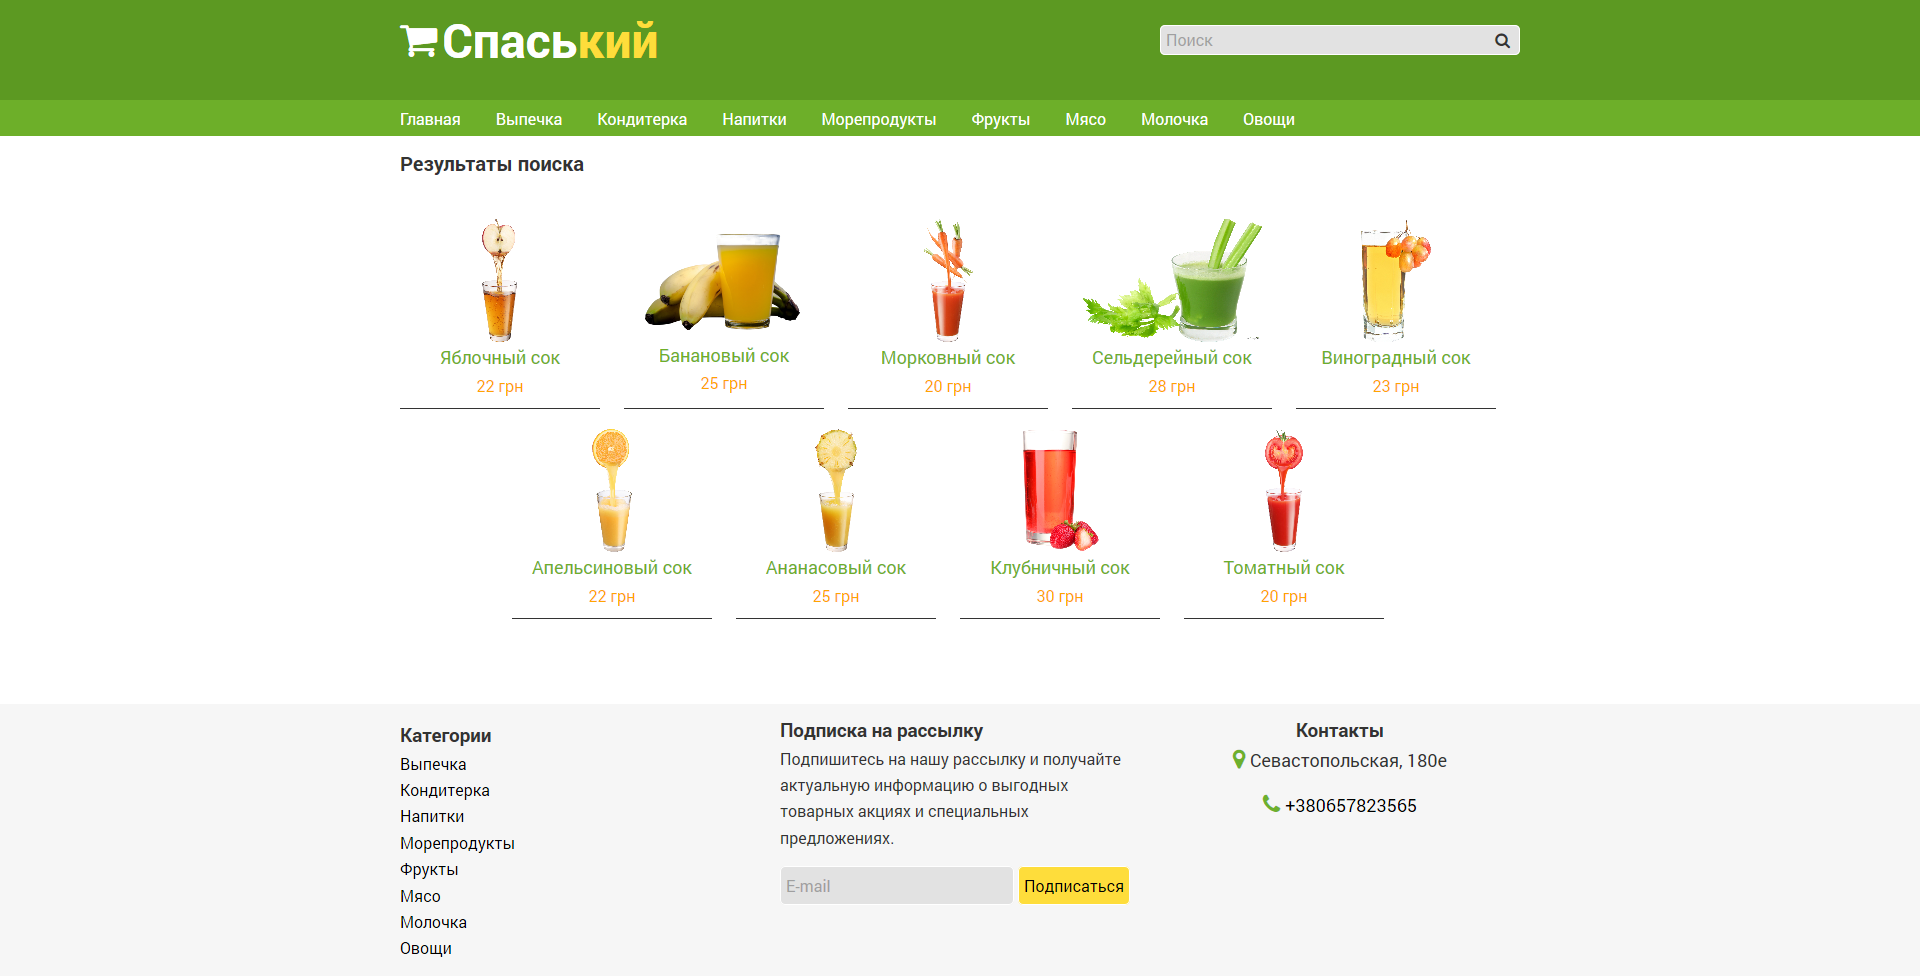 Спаський
Поиск
Главная Выпечка Кондитерка Напитки Морепродукты Фрукты Мясо Молочка Овощи
Результаты поиска
Яблочный сок Банановый сок Морковный сок Сельдерейный сок Виноградный сок
22 грн 25 грн 20 грн 28 грн 23 грн
Апельсиновый сок Ананасовый сок Клубничный сок Томатный сок
22 грн 25 грн 30 грн 20 грн
Категории
Выпечка
Кондитерка
Напитки
Морепродукты
Фрукты
Мясо
Молочка
Овощи
Подписка на рассылку
Подпишитесь на нашу рассылку и получайте
актуальную информацию о выгодных
товарных акциях и специальных
предложениях.
E-mail Подписаться
Контакты
Севастопольская, 180е
+380657823565